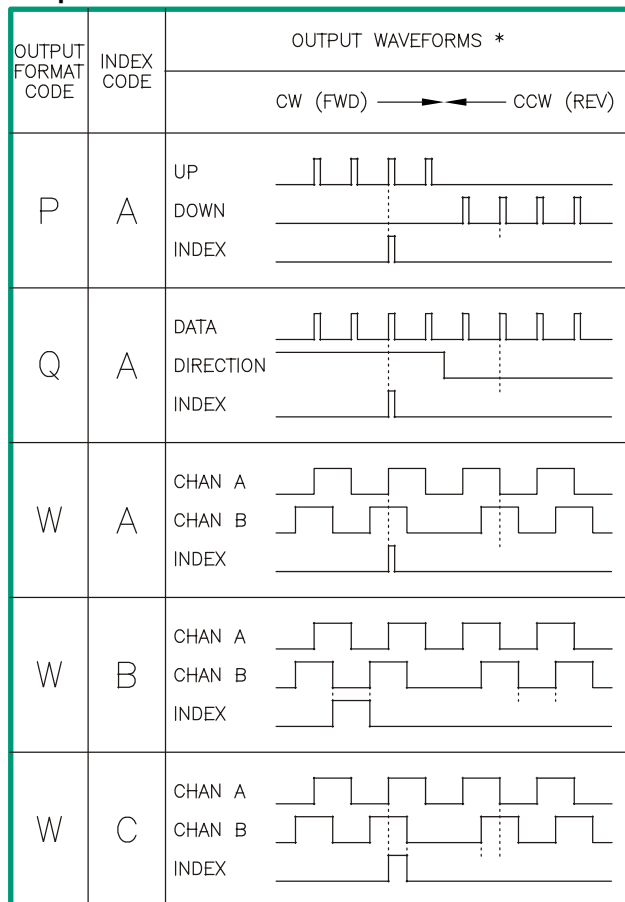 OUTPUT FORMAT CODE
INDEX CODE
OUTPUT WAVEFORMS *
CW (FWD) CCW (REV)
P A
UP
DOWN
INDEX
Q A
DATA
DIRECTION
INDEX
W A
CHAN A
CHAN B
INDEX
W B
CHAN A
CHAN B
INDEX
W C
CHAN A
CHAN B
INDEX